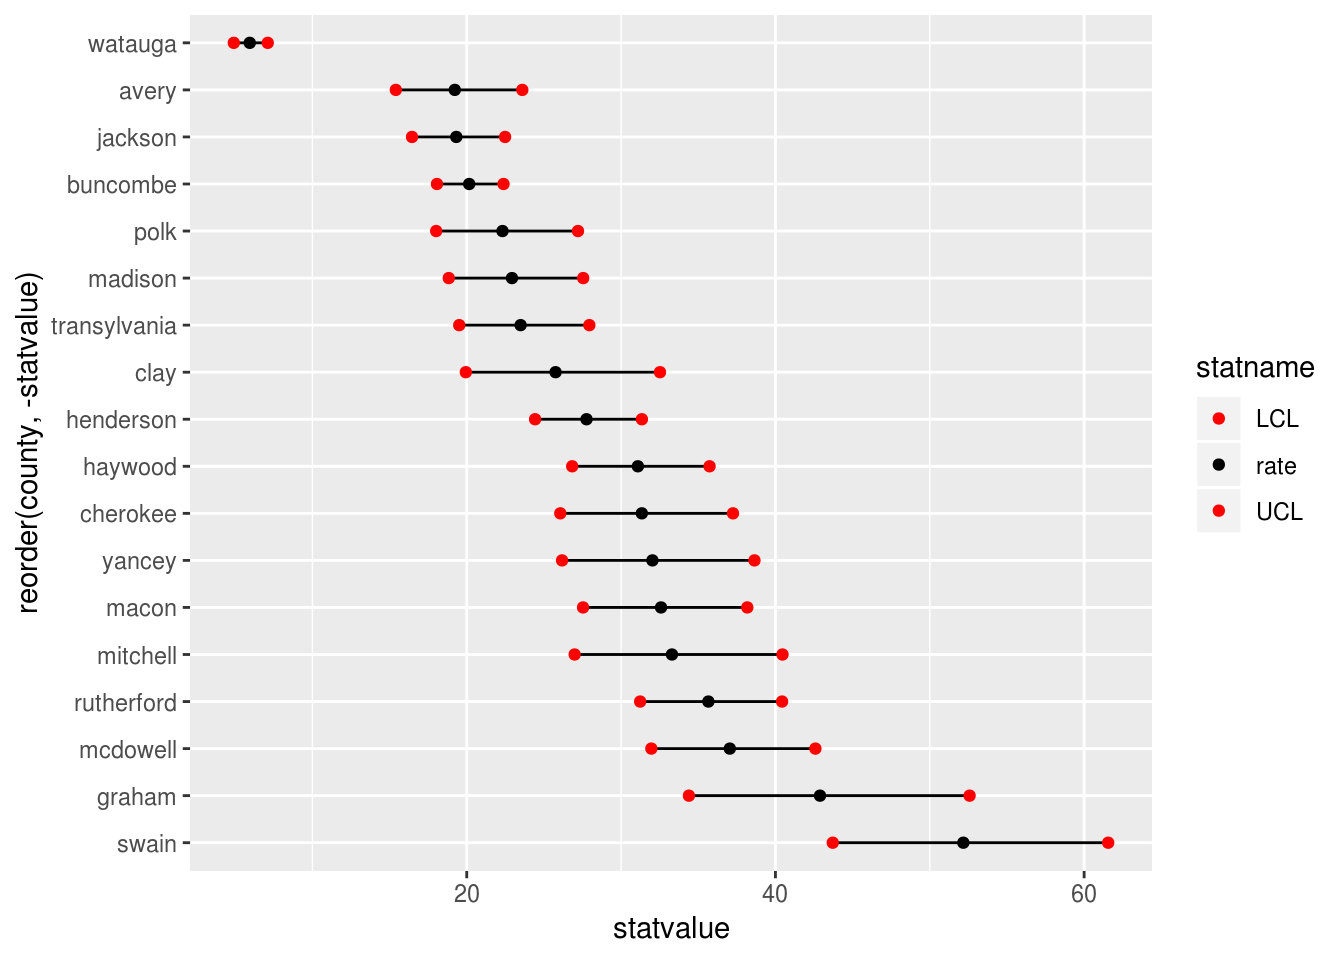 reorder(county, -statvalue)
watauga
avery
jackson
buncombe
polk
madison
transylvania
clay
henderson
haywood
cherokee
yancey
macon
mitchell
rutherford
mcdowell
graham
swain
20 40 60
statvalue
statname
LCL
rate
UCL